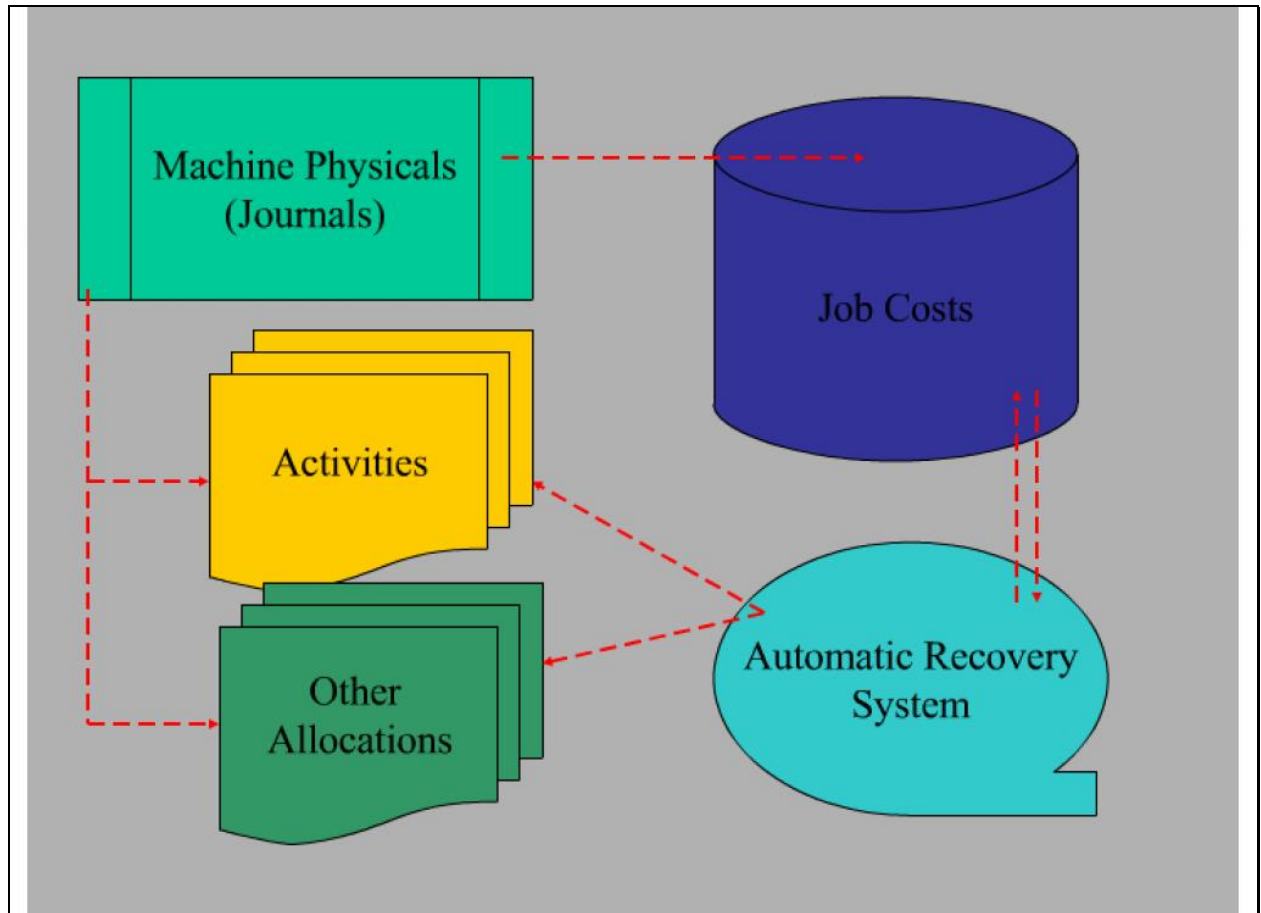 Machine Physicals
(Journals)
Job Costs
Activities
Automatic Recovery
System
Other
Allocations